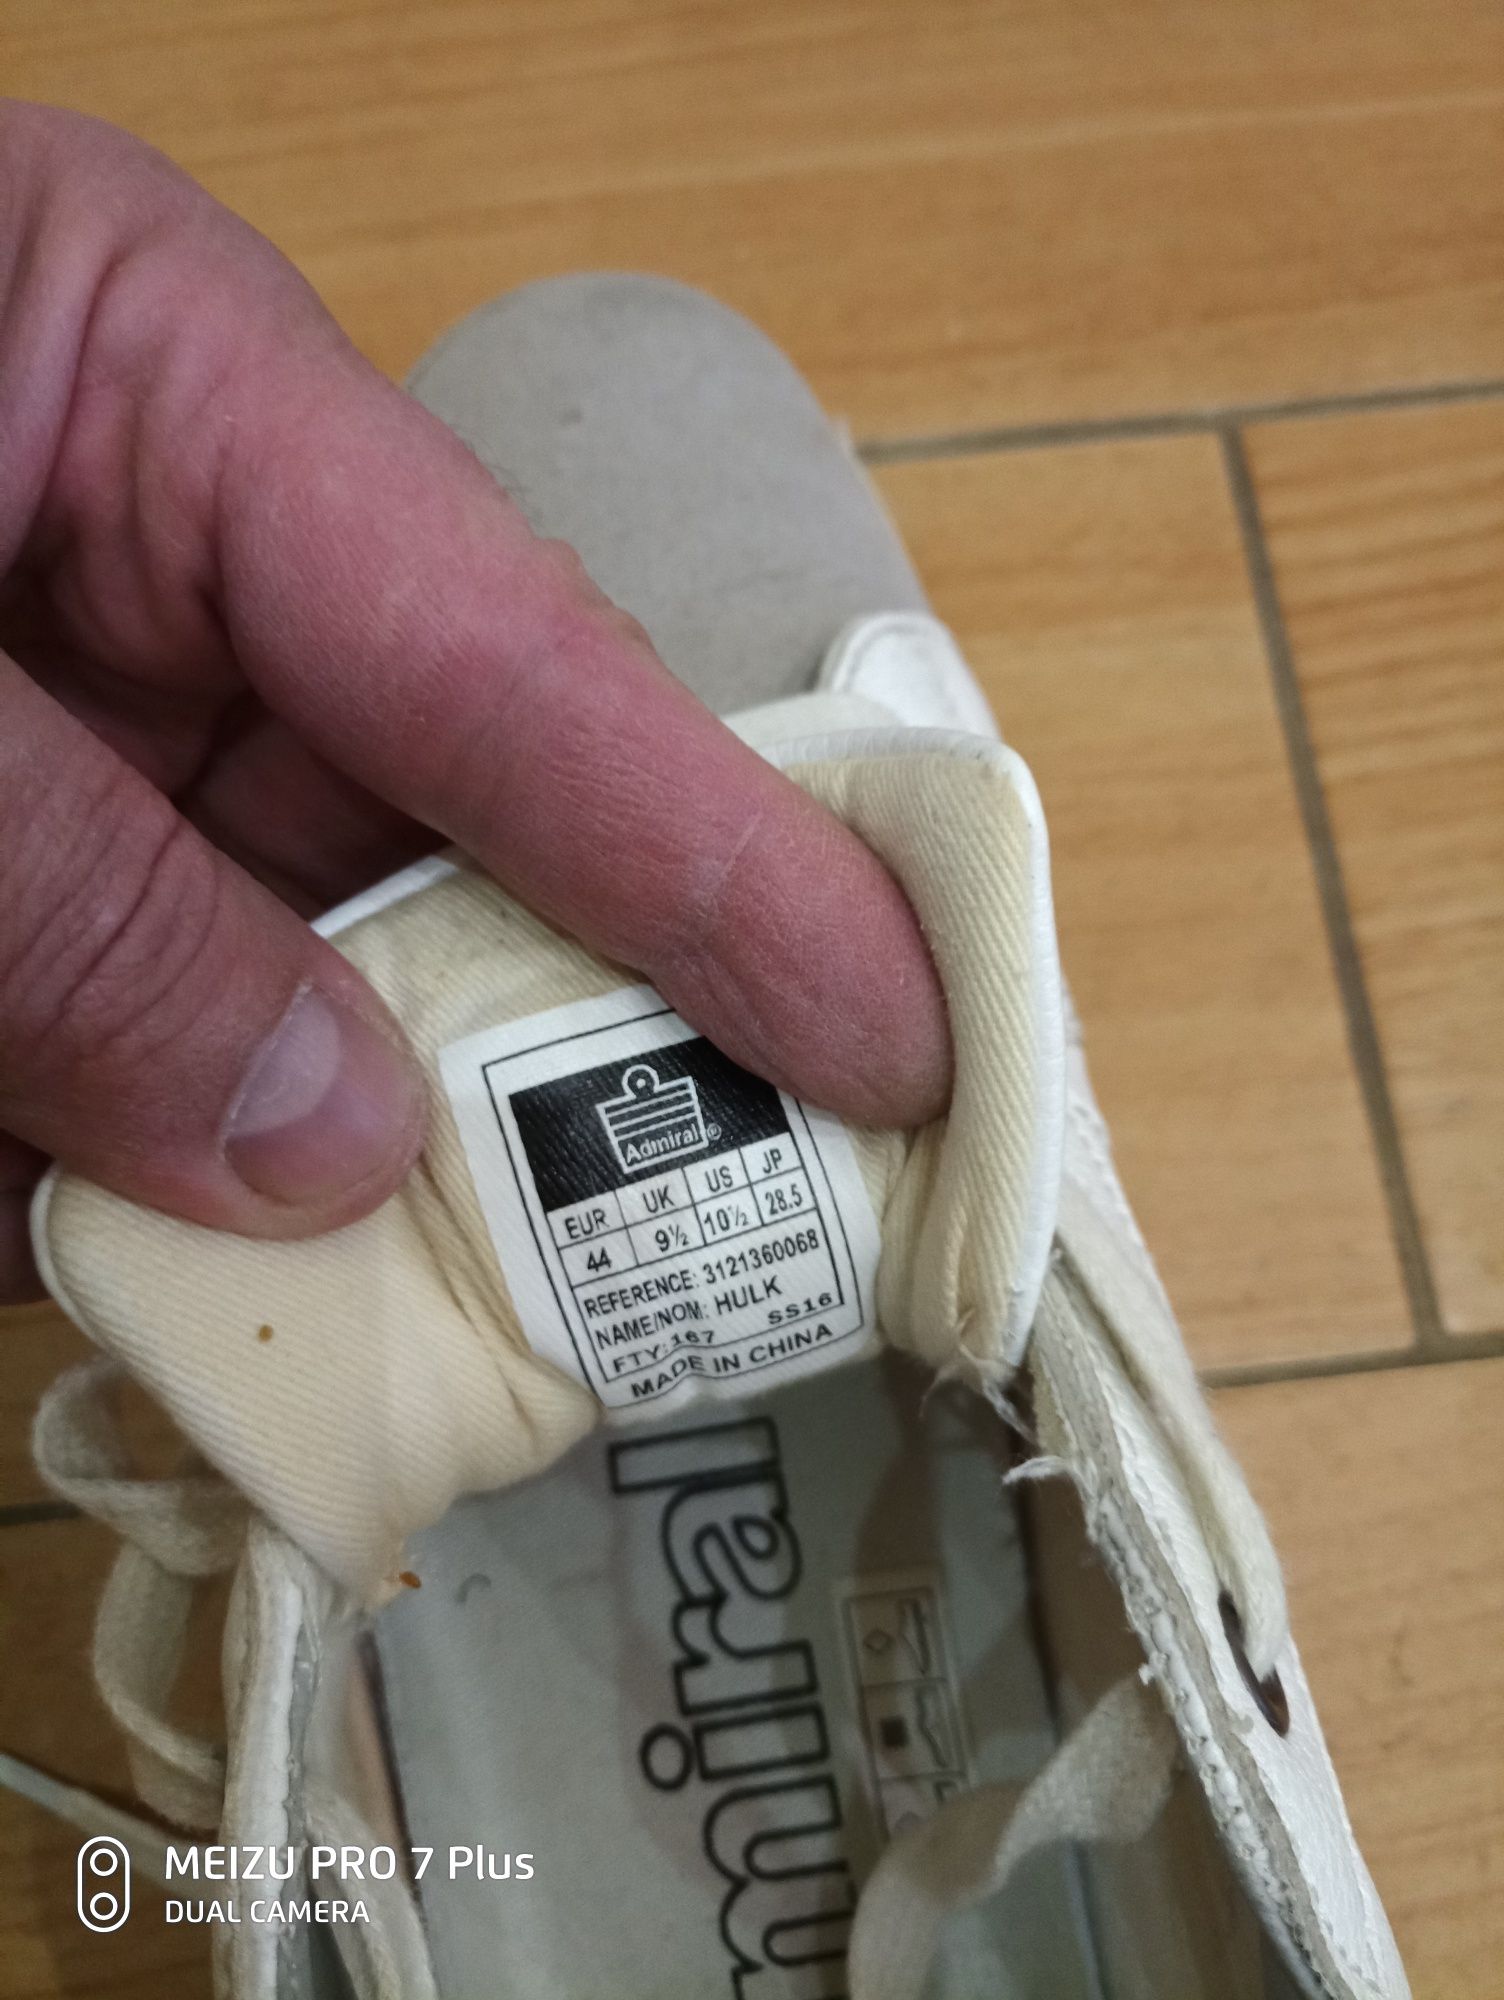 Admiral®
EUR UK US JP
44 9½ 10½ 28.5
REFERENCE: 3121360068
NAME/NOM: HULK
FTY: 167 SS16
MADE IN CHINA
miral
MEIZU PRO 7 Plus
DUAL CAMERA